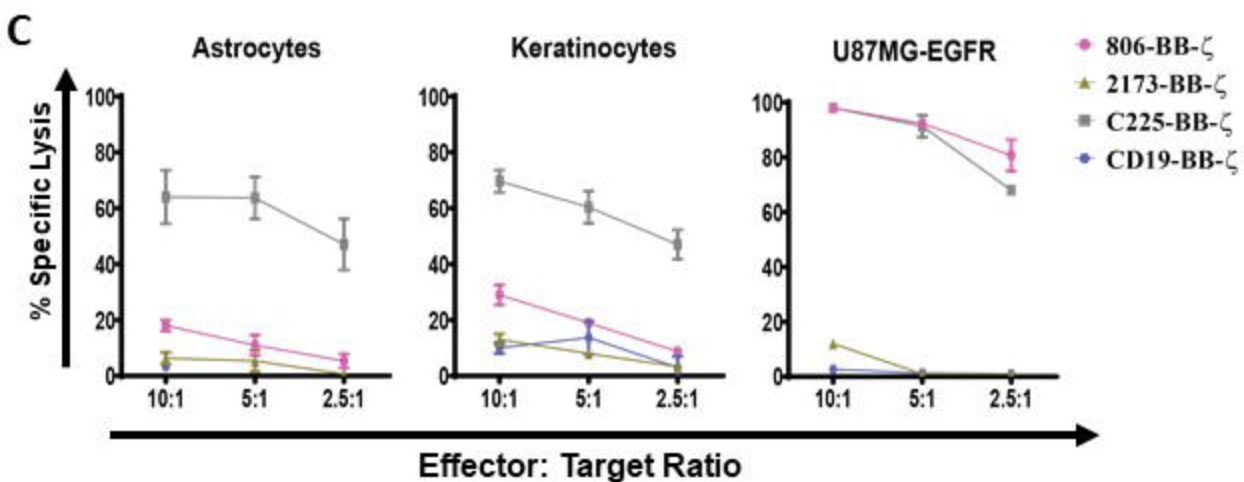 C
Astrocytes
Keratinocytes
U87MG-EGFR
806-BB-ζ
2173-BB-ζ
C225-BB-ζ
CD19-BB-ζ
% Specific Lysis
100
80
60
40
20
0
10:1 5:1 2.5:1
100
80
60
40
20
0
10:1 5:1 2.5:1
100
80
60
40
20
0
10:1 5:1 2.5:1
Effector: Target Ratio